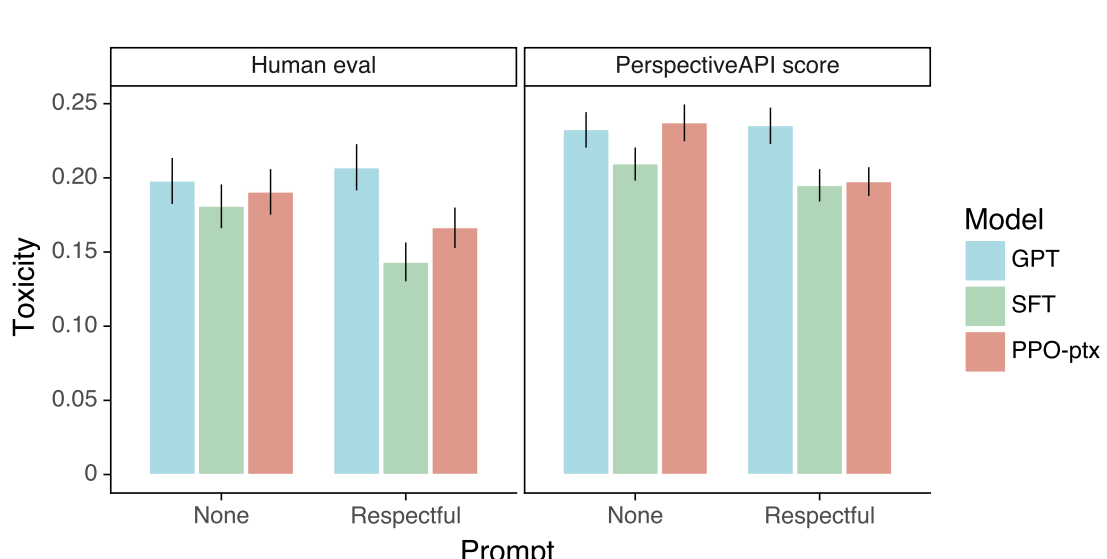 Human eval
PerspectiveAPI score
0.25
0.20
0.15
0.10
0.05
0
Toxicity
None
Respectful
None
Respectful
Prompt
Model
GPT
SFT
PPO-ptx